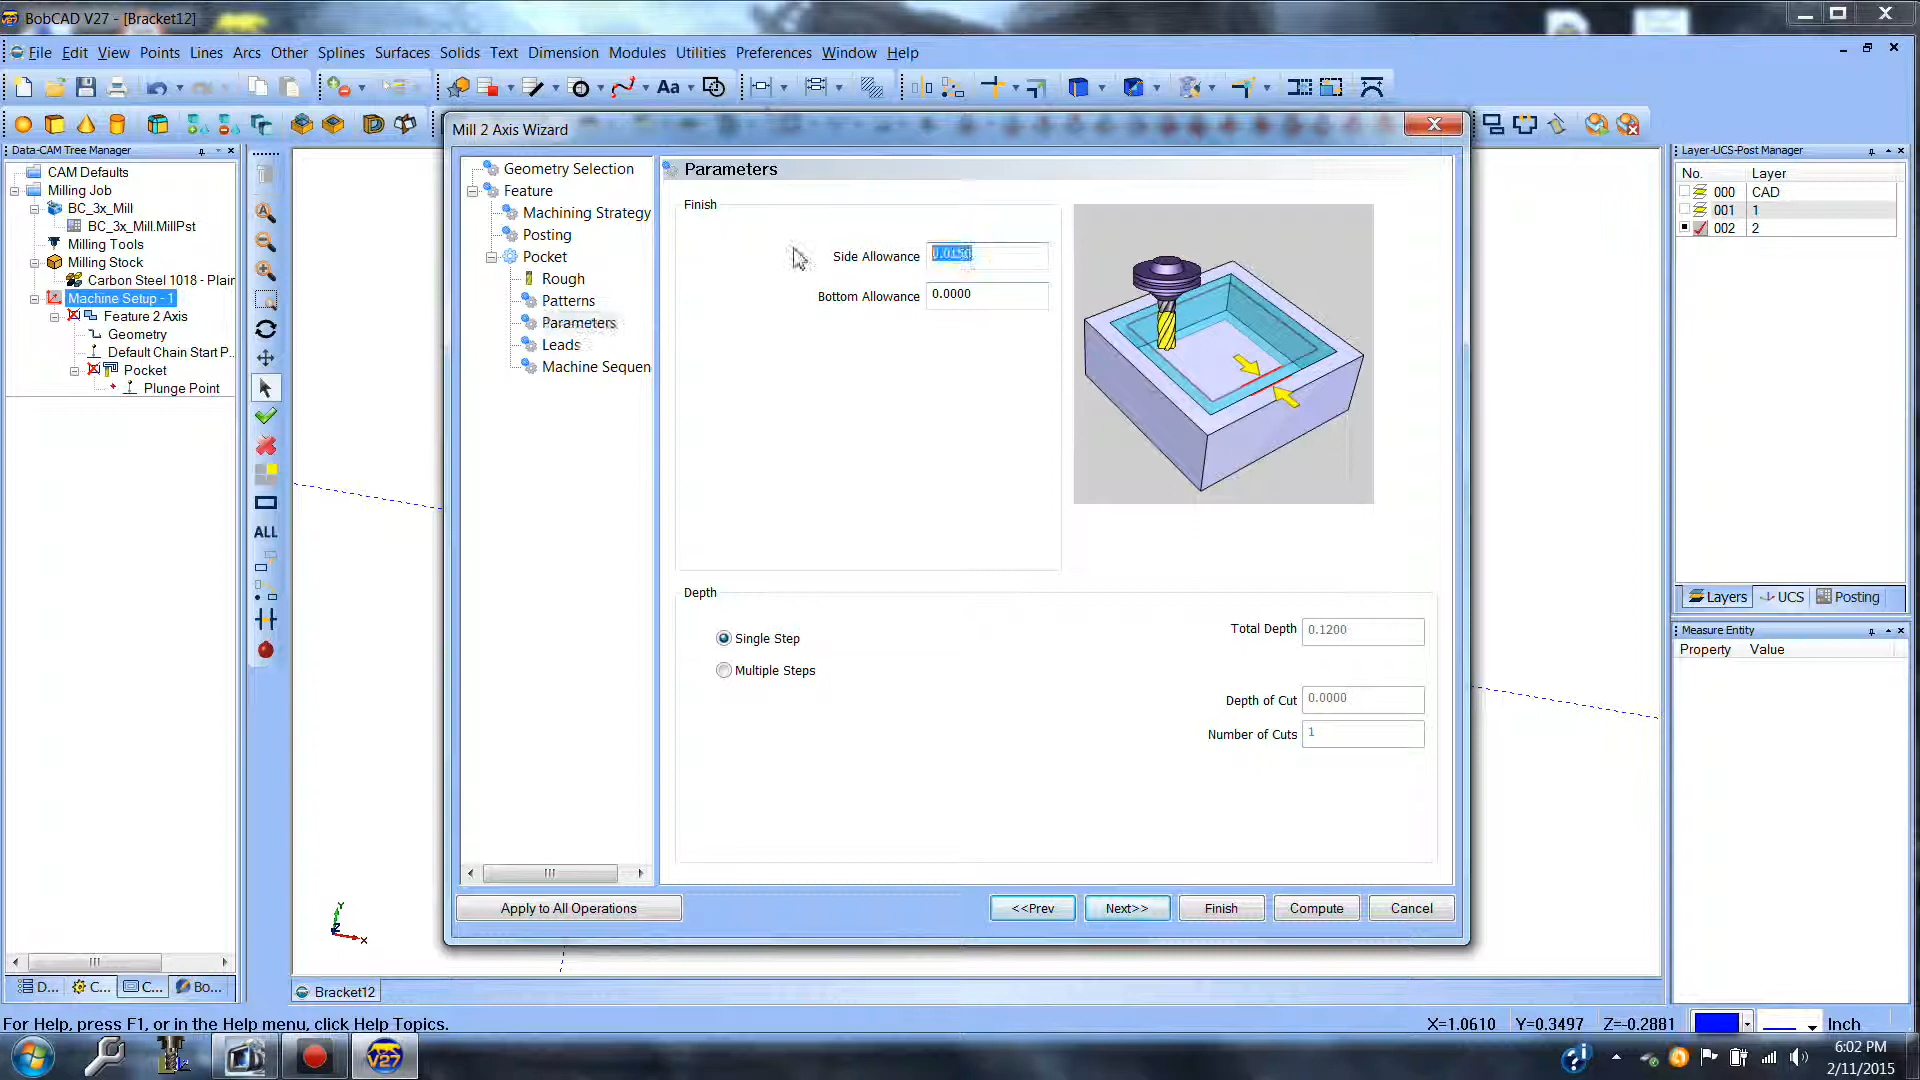 BobCAD V27 - [Bracket12]
File Edit View Points Lines Arcs Other Splines Surfaces Solids Text Dimension Modules Utilities Preferences Window Help
Aa
Data-CAM Tree Manager
CAM Defaults
Milling Job
BC_3x_Mill
BC_3x_Mill.MillPst
Milling Tools
Milling Stock
Carbon Steel 1018 - Plain
Machine Setup - 1
Feature 2 Axis
Geometry
Default Chain Start P...
Pocket
Plunge Point
D... C... C... Bo...
ALL
Mill 2 Axis Wizard
Geometry Selection
Feature
Machining Strategy
Posting
Pocket
Rough
Patterns
Parameters
Leads
Machine Sequen
Parameters
Finish
Side Allowance 0.0150
Bottom Allowance 0.0000
Depth
Single Step
Multiple Steps
Total Depth 0.1200
Depth of Cut 0.0000
Number of Cuts 1
Apply to All Operations
<<Prev Next>> Finish Compute Cancel
Y
Z
X
Bracket12
Layer-UCS-Post Manager
No. Layer
000 CAD
001 1
002 2
Layers UCS Posting
Measure Entity
Property Value
For Help, press F1, or in the Help menu, click Help Topics.
X=1.0610 Y=0.3497 Z=-0.2881 Inch
V27
6:02 PM
2/11/2015